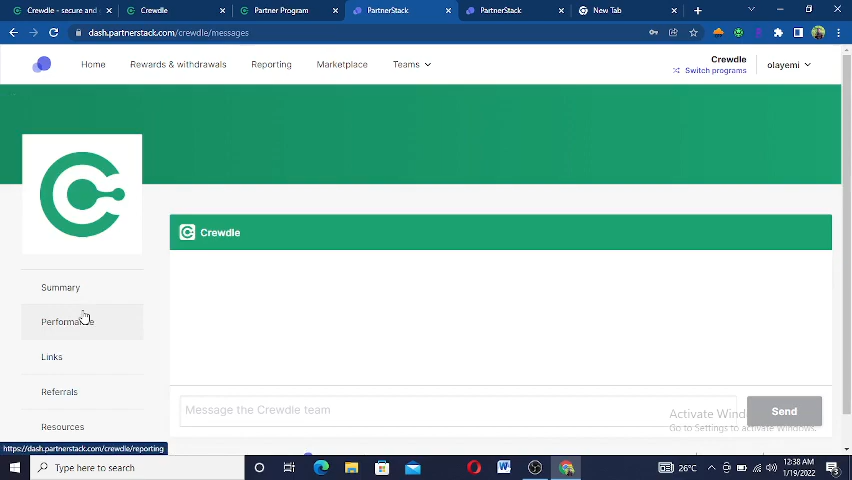 Crewdle - secure and
Crewdle
Partner Program
PartnerStack
PartnerStack
New Tab
dash.partnerstack.com/crewdle/messages
Home
Rewards & withdrawals
Reporting
Marketplace
Teams
Crewdle
Switch programs
olayemi
Crewdle
Summary
Performance
Links
Referrals
Resources
Message the Crewdle team
Send
Activate Windows
Go to Settings to activate Windows.
https://dash.partnerstack.com/crewdle/reporting
Type here to search
26°C
12:38 AM
1/19/2022
3